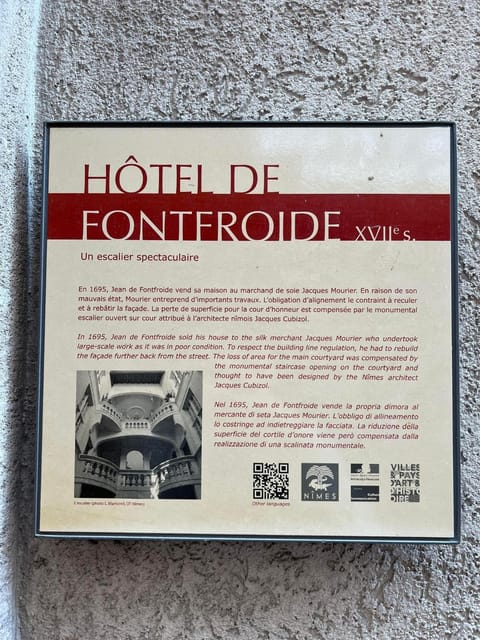 HÔTEL DE
FONTFROIDE XVIIe s.
Un escalier spectaculaire
En 1695, Jean de Fontfroide vend sa maison au marchand de soie Jacques Mourier. En raison de son
mauvais état, Mourier entreprend d'importants travaux. L'obligation d'alignement le contraint à reculer
et à rebâtir la façade. La perte de superficie pour la cour d'honneur est compensée par le monumental
escalier ouvert sur cour attribué à l'architecte nîmois Jacques Cubizol.
In 1695, Jean de Fontfroide sold his house to the silk merchant Jacques Mourier who undertook
large-scale work as it was in poor condition. To respect the building line regulation, he had to rebuild
the façade further back from the street. The loss of area for the main courtyard was compensated by
the monumental staircase opening on the courtyard and
thought to have been designed by the Nîmes architect
Jacques Cubizol.
Nel 1695, Jean de Fontfroide vende la propria dimora al
mercante di seta Jacques Mourier. L'obbligo di allineamento
lo costringe ad indietreggiare la facciata. La riduzione della
superficie del cortile d'onore viene però compensata dalla
realizzazione di una scalinata monumentale.
NÎMES
VILLES
& PAYS
D'ART &
D'HISTO
IRE
Other languages